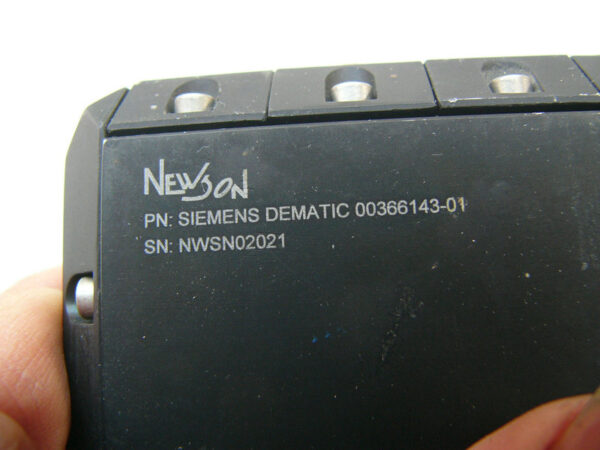 NEWSON
PN: SIEMENS DEMATIC 00366143-01
SN: NWSN02021